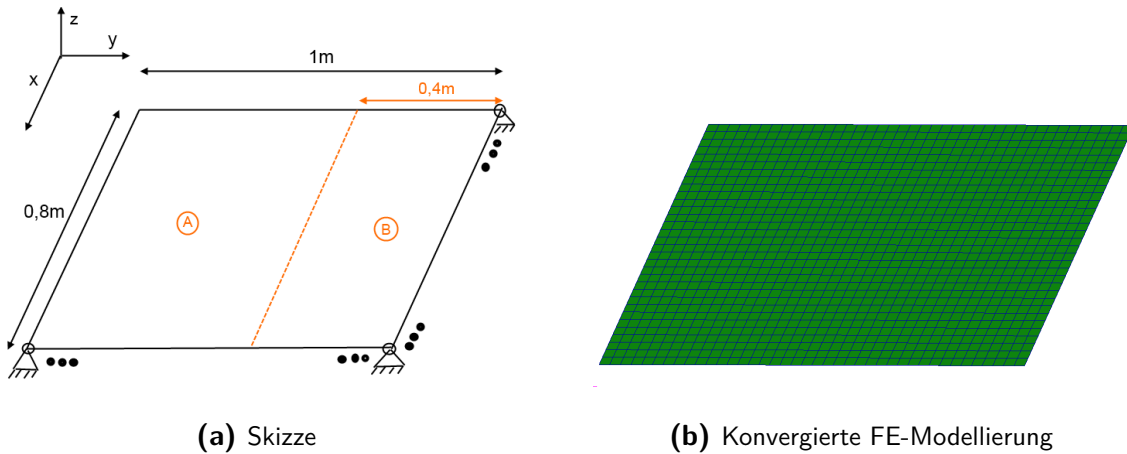 z
y
x
1m
0,4m
0,8m
A
B
(a) Skizze
(b) Konvergierte FE-Modellierung